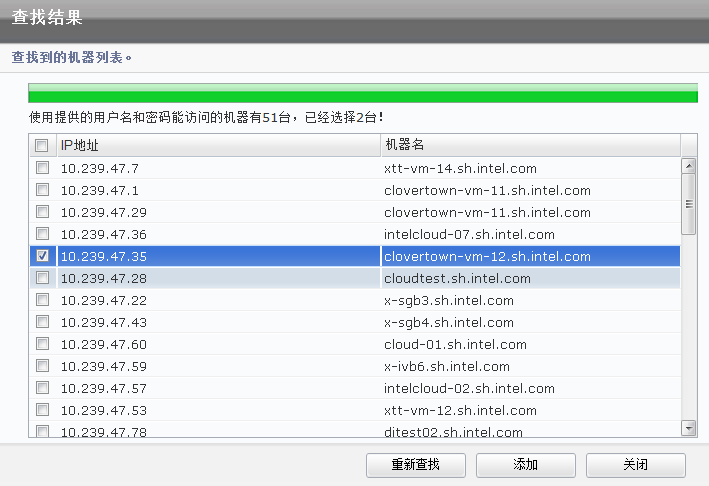 查找结果
查找到的机器列表。
使用提供的用户名和密码能访问的机器有51台，已经选择2台！
IP地址 机器名
10.239.47.7 xtt-vm-14.sh.intel.com
10.239.47.1 clovertown-vm-11.sh.intel.com
10.239.47.29 clovertown-vm-11.sh.intel.com
10.239.47.36 intelcloud-07.sh.intel.com
10.239.47.35 clovertown-vm-12.sh.intel.com
10.239.47.28 cloudtest.sh.intel.com
10.239.47.22 x-sgb3.sh.intel.com
10.239.47.43 x-sgb4.sh.intel.com
10.239.47.60 cloud-01.sh.intel.com
10.239.47.59 x-ivb6.sh.intel.com
10.239.47.57 intelcloud-02.sh.intel.com
10.239.47.53 xtt-vm-12.sh.intel.com
10.239.47.78 ditest02.sh.intel.com
重新查找 添加 关闭